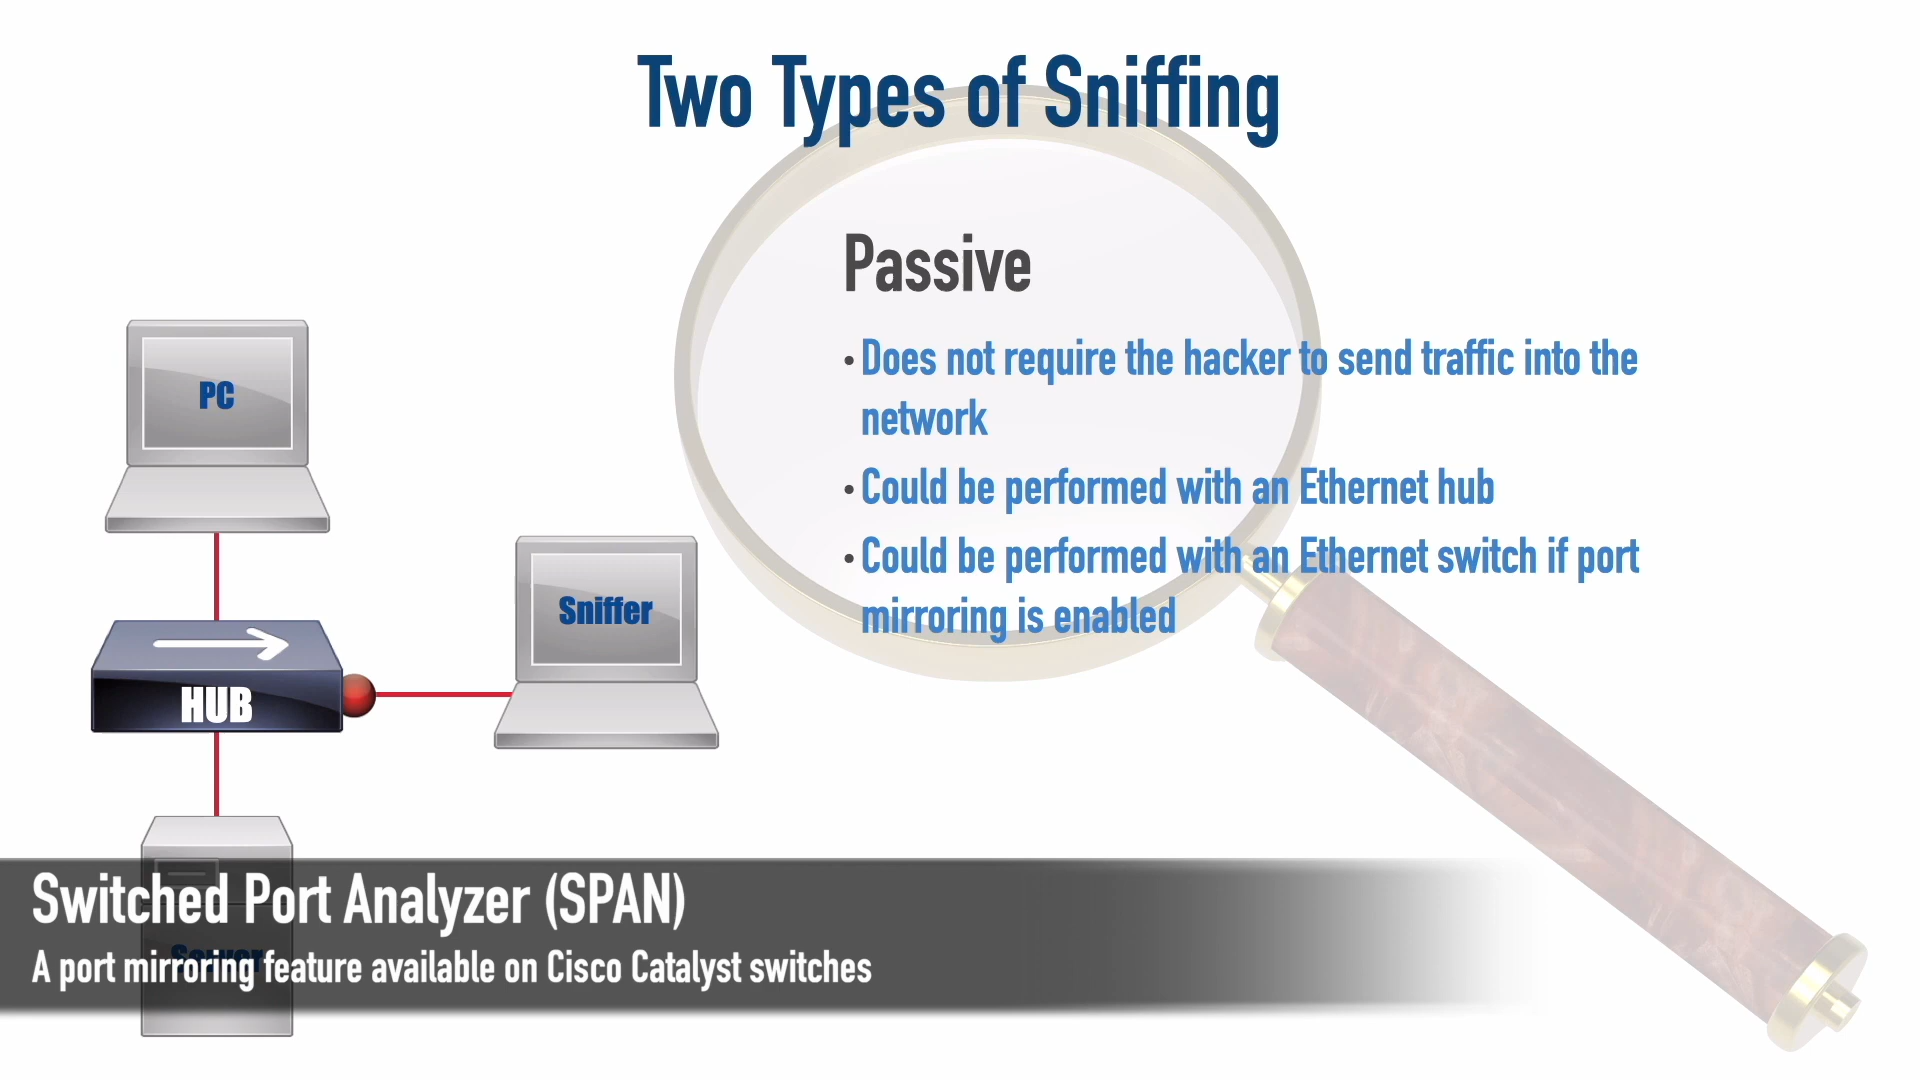 Two Types of Sniffing
Passive
• Does not require the hacker to send traffic into the
network
• Could be performed with an Ethernet hub
• Could be performed with an Ethernet switch if port
mirroring is enabled
PC
Sniffer
HUB
Server
Switched Port Analyzer (SPAN)
A port mirroring feature available on Cisco Catalyst switches